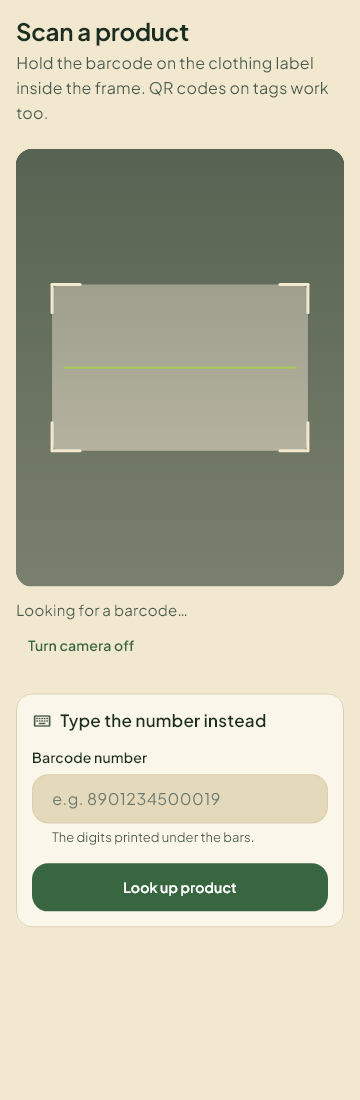 Scan a product
Hold the barcode on the clothing label
inside the frame. QR codes on tags work
too.
Looking for a barcode…
Turn camera off
Type the number instead
Barcode number
e.g. 8901234500019
The digits printed under the bars.
Look up product